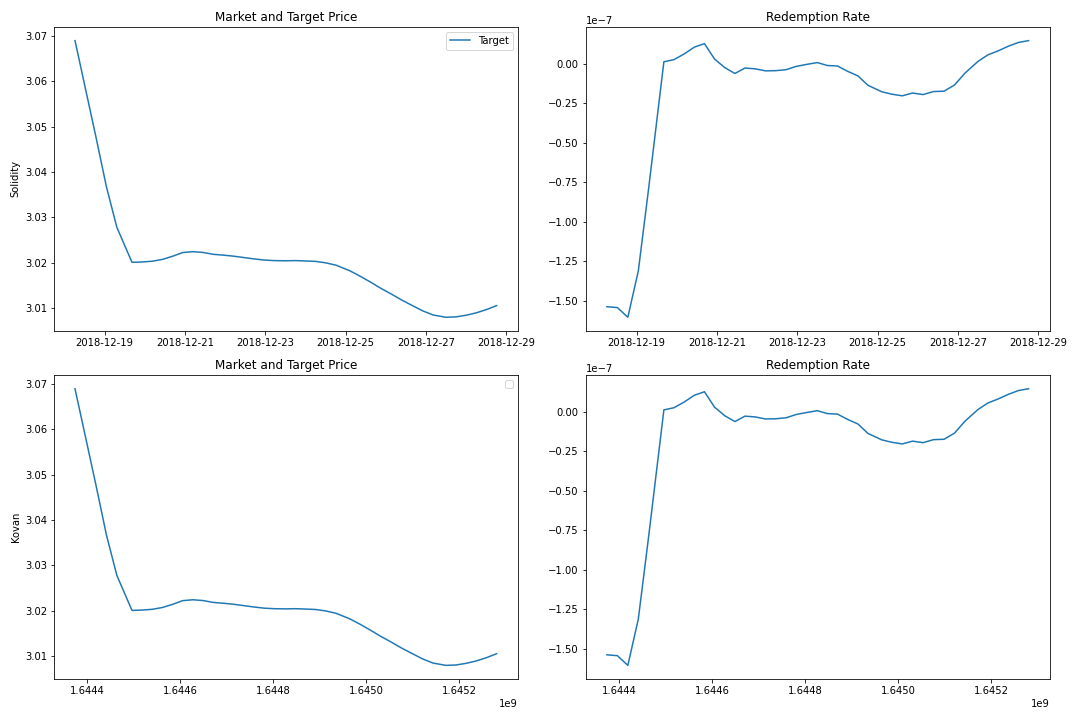 Market and Target Price
3.07
3.06
3.05
3.04
3.03
3.02
3.01
Solidity
Target
2018-12-19 2018-12-21 2018-12-23 2018-12-25 2018-12-27 2018-12-29
Redemption Rate
1e−7
0.00
−0.25
−0.50
−0.75
−1.00
−1.25
−1.50
2018-12-19 2018-12-21 2018-12-23 2018-12-25 2018-12-27 2018-12-29
Market and Target Price
3.07
3.06
3.05
3.04
3.03
3.02
3.01
Kovan
1.6444 1.6446 1.6448 1.6450 1.6452
1e9
Redemption Rate
1e−7
0.00
−0.25
−0.50
−0.75
−1.00
−1.25
−1.50
1.6444 1.6446 1.6448 1.6450 1.6452
1e9